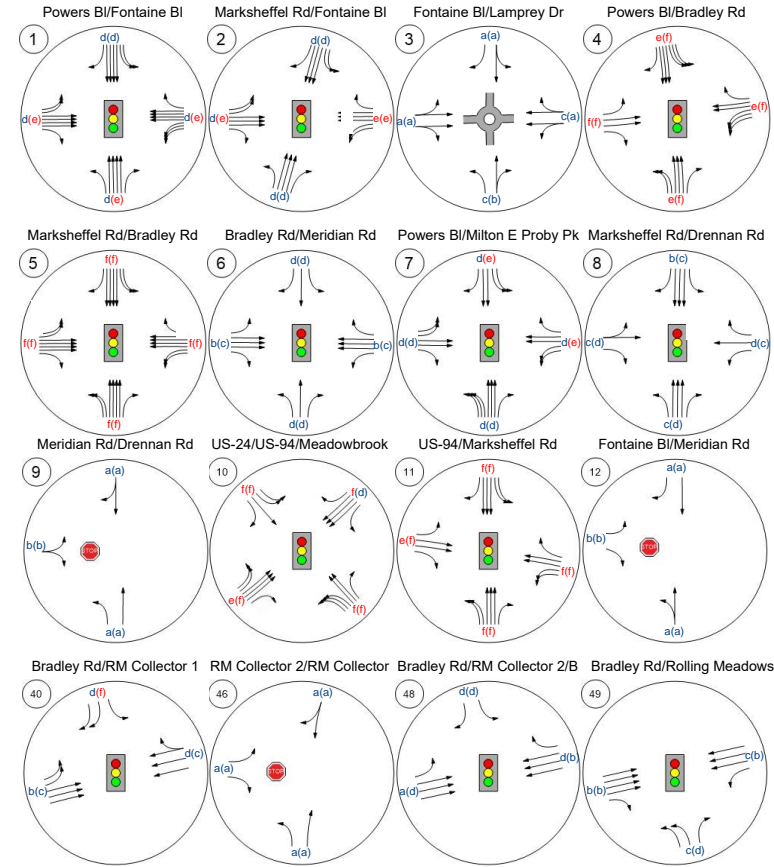 Powers Bl/Fontaine Bl
Marksheffel Rd/Fontaine Bl
Fontaine Bl/Lamprey Dr
Powers Bl/Bradley Rd
1
d(d)
d(e)
d(e)
d(e)
2
d(d)
d(e)
e(e)
d(d)
3
a(a)
a(a)
c(a)
c(b)
4
e(f)
f(f)
e(f)
e(f)
Marksheffel Rd/Bradley Rd
Bradley Rd/Meridian Rd
Powers Bl/Milton E Proby Pk
Marksheffel Rd/Drennan Rd
5
f(f)
f(f)
f(f)
f(f)
6
d(d)
b(c)
b(c)
d(d)
7
d(e)
d(d)
d(e)
d(d)
8
b(c)
c(d)
d(c)
c(d)
Meridian Rd/Drennan Rd
US-24/US-94/Meadowbrook
US-94/Marksheffel Rd
Fontaine Bl/Meridian Rd
9
a(a)
b(b)
STOP
a(a)
10
f(f)
f(d)
e(f)
f(f)
11
f(f)
e(f)
f(f)
f(f)
12
a(a)
b(b)
STOP
a(a)
Bradley Rd/RM Collector 1
RM Collector 2/RM Collector
Bradley Rd/RM Collector 2/B
Bradley Rd/Rolling Meadows
40
d(f)
d(c)
b(c)
46
a(a)
a(a)
STOP
a(a)
48
d(d)
d(b)
a(d)
49
c(b)
b(b)
c(d)